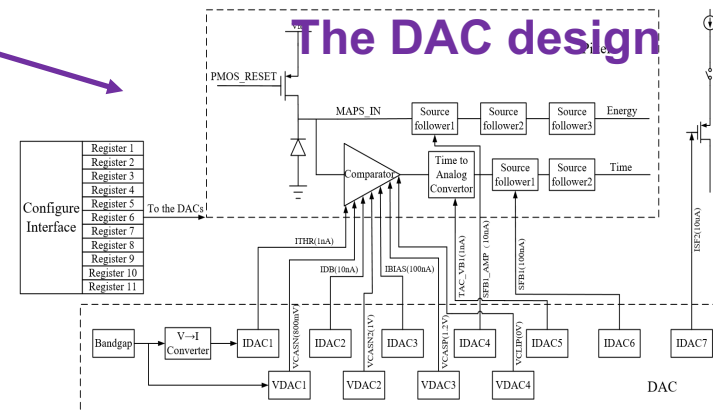 The DAC design
PMOS_RESET
MAPS_IN
Source
follower1
Source
follower2
Source
follower3
Energy
Comparator
Time to
Analog
Convertor
Source
follower1
Source
follower2
Time
Configure
Interface
Register 1
Register 2
Register 3
Register 4
Register 5
Register 6
Register 7
Register 8
Register 9
Register 10
Register 11
To the DACs
ITHR(1nA)
IDB(10nA)
IBIAS(100nA)
VCASN(800mV)
VCASN2(1V)
VCASP(1.2V)
VCLIP(0V)
TAC_VB1(1nA)
SFB1_AMP（10nA）
SFB1(100nA)
ISF2(10uA)
Bandgap
V→I
Converter
IDAC1
IDAC2
IDAC3
IDAC4
IDAC5
IDAC6
IDAC7
VDAC1
VDAC2
VDAC3
VDAC4
DAC